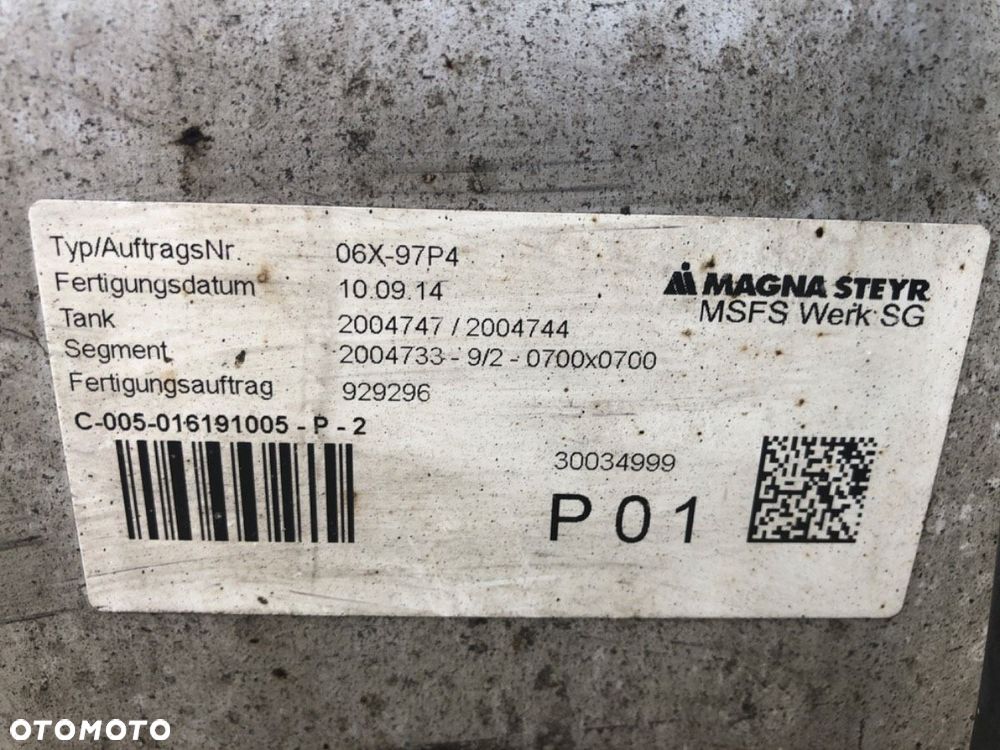 Typ/AuftragsNr. 06X-97P4
Fertigungsdatum 10.09.14
Tank 2004747 / 2004744
Segment 2004733 - 9/2 - 0700x0700
Fertigungsauftrag 929296
C-005-016191005 - P - 2
MAGNA STEYR
MSFS Werk SG
30034999
P 01
OTOMOTO